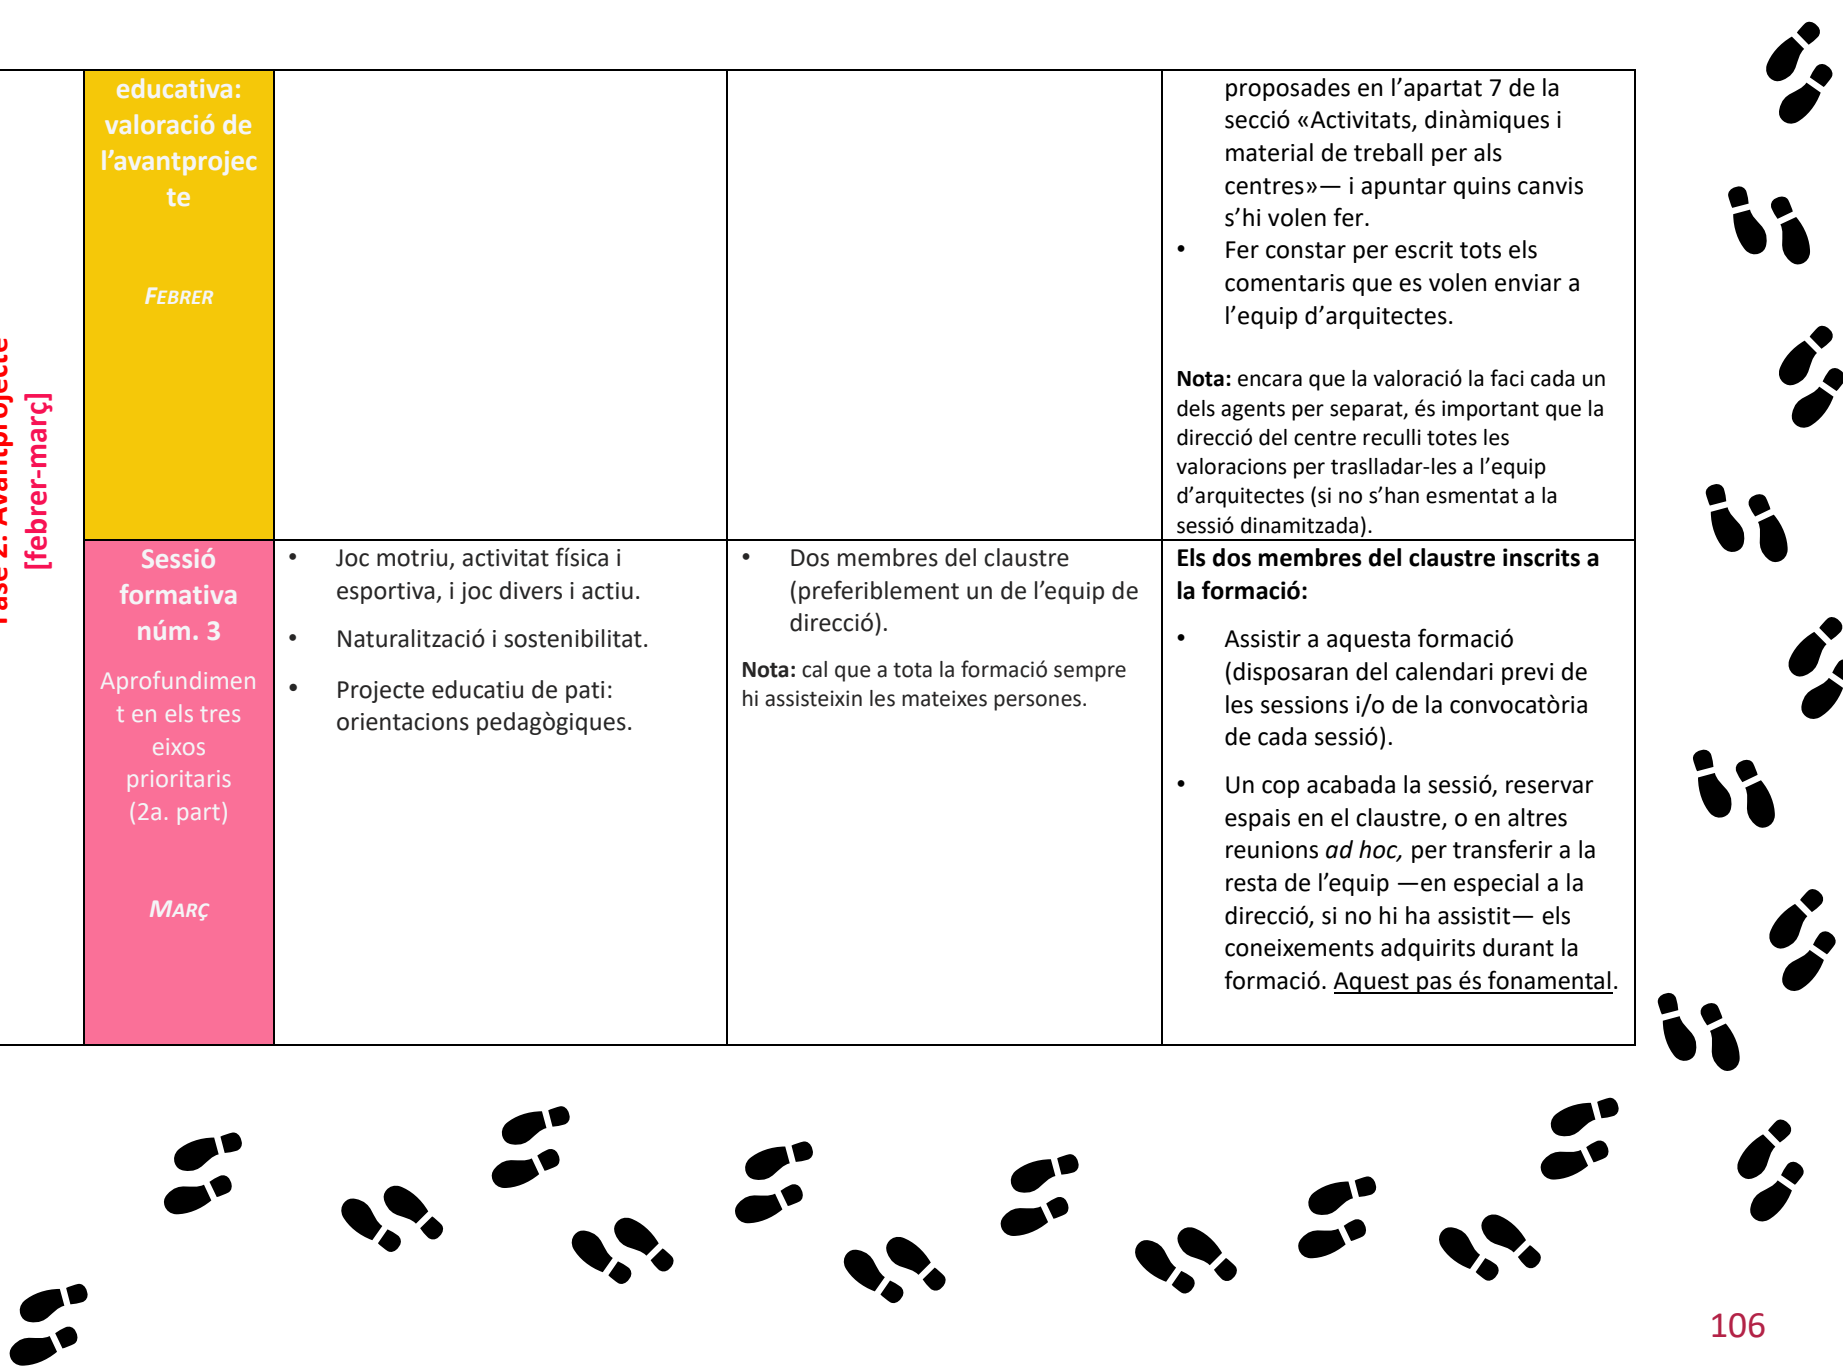 Fase 2. Avantprojecte
[febrer-març]
educativa:
valoració de
l’avantprojec
te
FEBRER
proposades en l’apartat 7 de la
secció «Activitats, dinàmiques i
material de treball per als
centres»— i apuntar quins canvis
s’hi volen fer.
• Fer constar per escrit tots els
comentaris que es volen enviar a
l’equip d’arquitectes.
Nota: encara que la valoració la faci cada un
dels agents per separat, és important que la
direcció del centre reculli totes les
valoracions per traslladar-les a l’equip
d’arquitectes (si no s’han esmentat a la
sessió dinamitzada).
Sessió
formativa
núm. 3
Aprofundimen
t en els tres
eixos
prioritaris
(2a. part)
MARÇ
• Joc motriu, activitat física i
esportiva, i joc divers i actiu.
• Naturalització i sostenibilitat.
• Projecte educatiu de pati:
orientacions pedagògiques.
• Dos membres del claustre
(preferiblement un de l’equip de
direcció).
Nota: cal que a tota la formació sempre
hi assisteixin les mateixes persones.
Els dos membres del claustre inscrits a
la formació:
• Assistir a aquesta formació
(disposaran del calendari previ de
les sessions i/o de la convocatòria
de cada sessió).
• Un cop acabada la sessió, reservar
espais en el claustre, o en altres
reunions ad hoc, per transferir a la
resta de l’equip —en especial a la
direcció, si no hi ha assistit— els
coneixements adquirits durant la
formació. Aquest pas és fonamental.
106